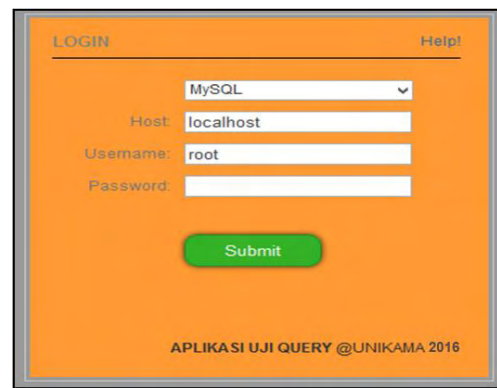 LOGIN Help!
MySQL
Host: localhost
Username: root
Password:
Submit
APLIKASI UJI QUERY @UNIKAMA 2016